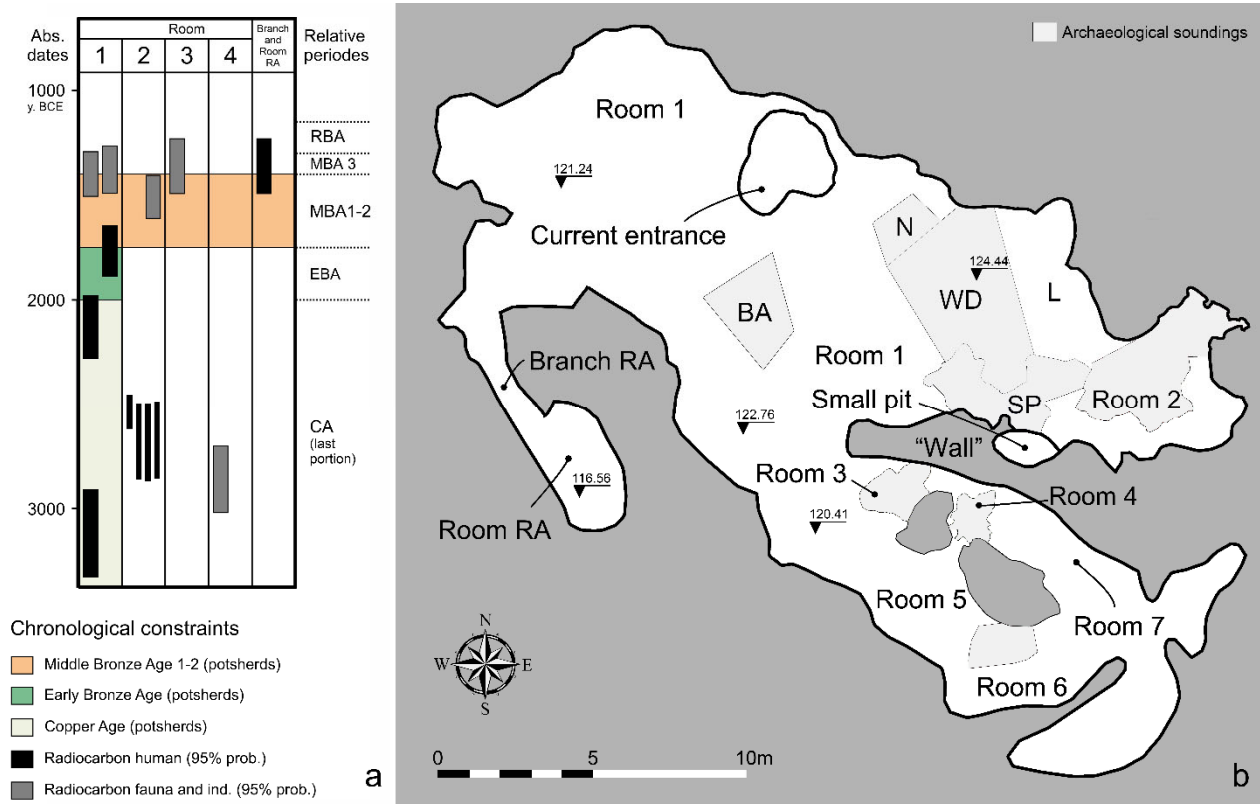 Abs.
dates
Room
1
2
3
4
Branch
and
Room
RA
Relative
periodes
1000
y. BCE
2000
3000
RBA
MBA 3
MBA1-2
EBA
CA
(last
portion)
Chronological constraints
Middle Bronze Age 1-2 (potsherds)
Early Bronze Age (potsherds)
Copper Age (potsherds)
Radiocarbon human (95% prob.)
Radiocarbon fauna and ind. (95% prob.)
a
Archaeological soundings
Room 1
121.24
Current entrance
N
124.44
WD
L
BA
Room 1
Branch RA
Small pit
SP
Room 2
122.76
"Wall"
Room 3
Room 4
116.56
Room RA
120.41
Room 5
Room 7
Room 6
N
W
E
S
0
5
10m
b